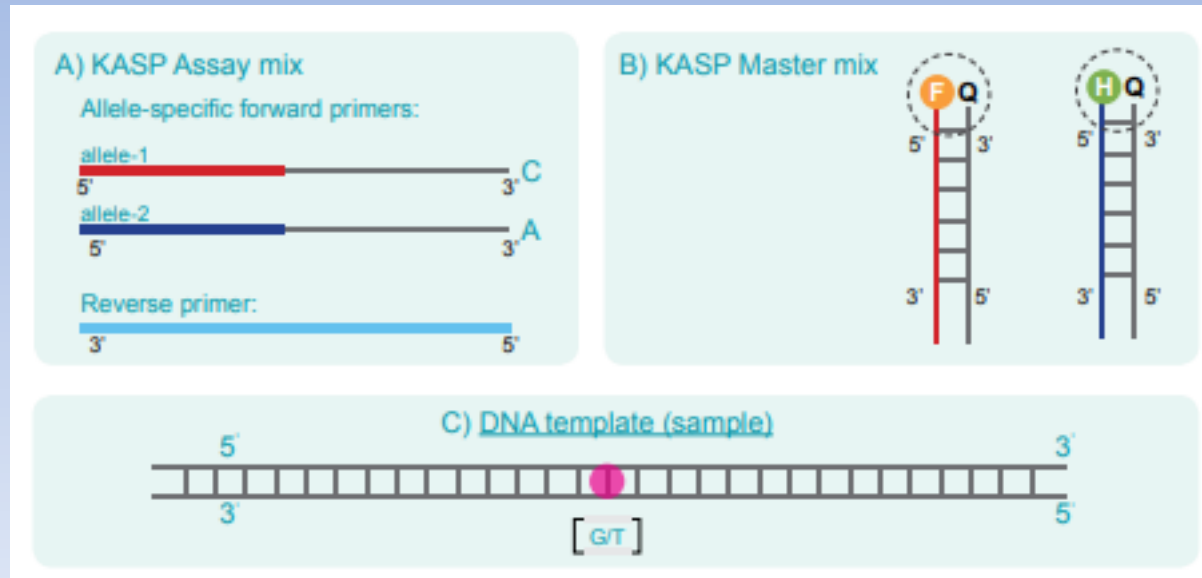 A) KASP Assay mix
Allele-specific forward primers:
allele-1
5' 3' C
allele-2
5' 3' A
Reverse primer:
3' 5'
B) KASP Master mix
F Q H Q
5' 3' 5' 3'
3' 5' 3' 5'
C) DNA template (sample)
5' 3'
3' 5'
[ G/T ]